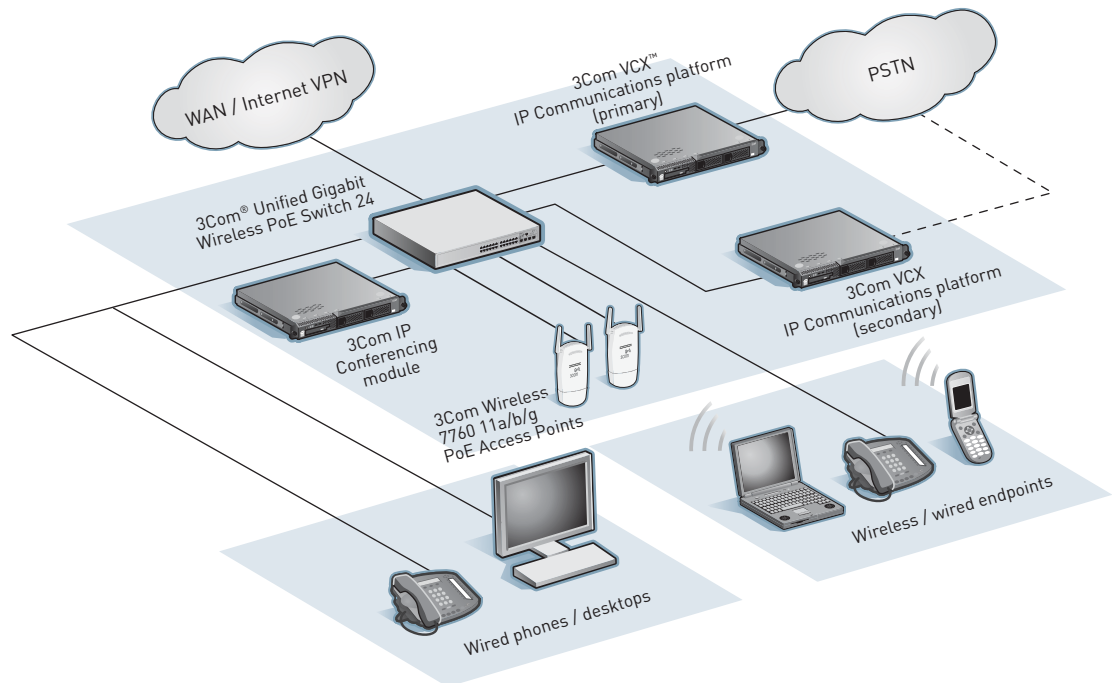 WAN / Internet VPN
3Com VCX™
IP Communications platform
(primary)
PSTN
3Com® Unified Gigabit
Wireless PoE Switch 24
3Com VCX
IP Communications platform
(secondary)
3Com IP
Conferencing
module
3Com Wireless
7760 11a/b/g
PoE Access Points
Wireless / wired endpoints
Wired phones / desktops